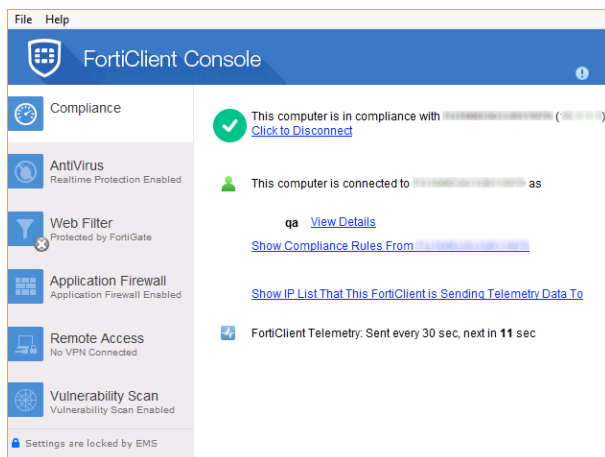 File Help
FortiClient Console
Compliance
This computer is in compliance with
Click to Disconnect
AntiVirus
Realtime Protection Enabled
This computer is connected to as
Web Filter
Protected by FortiGate
qa View Details
Show Compliance Rules From
Application Firewall
Application Firewall Enabled
Show IP List That This FortiClient is Sending Telemetry Data To
Remote Access
No VPN Connected
FortiClient Telemetry: Sent every 30 sec, next in 11 sec
Vulnerability Scan
Vulnerability Scan Enabled
Settings are locked by EMS